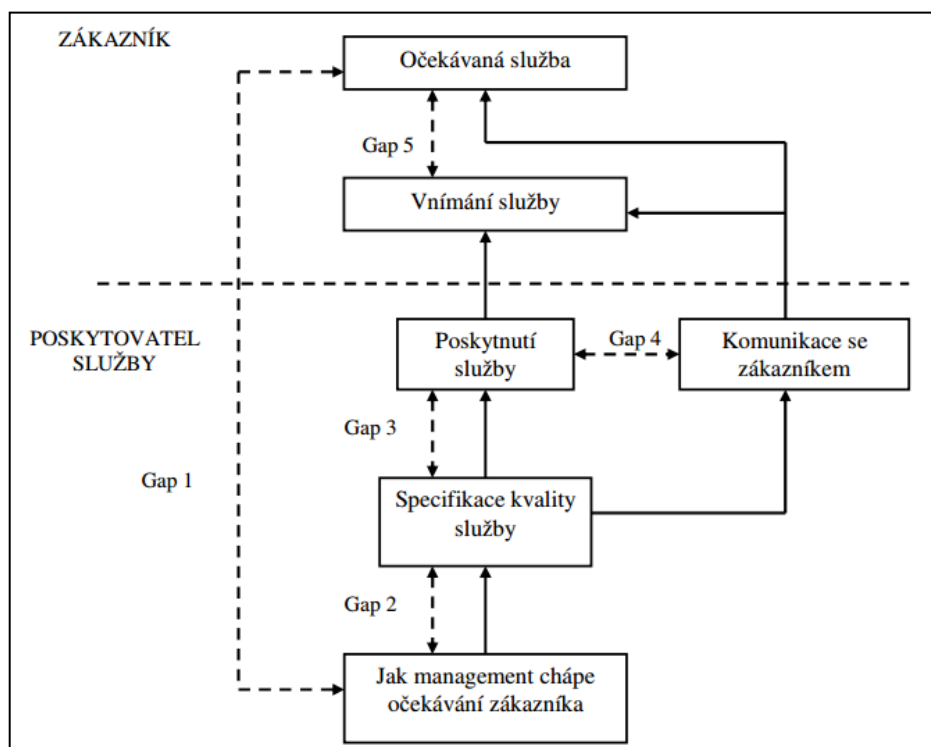 ZÁKAZNÍK
Očekávaná služba
Gap 5
Vnímání služby
POSKYTOVATEL
SLUŽBY
Poskytnutí
služby
Gap 4
Komunikace se
zákazníkem
Gap 3
Gap 1
Specifikace kvality
služby
Gap 2
Jak management chápe
očekávání zákazníka